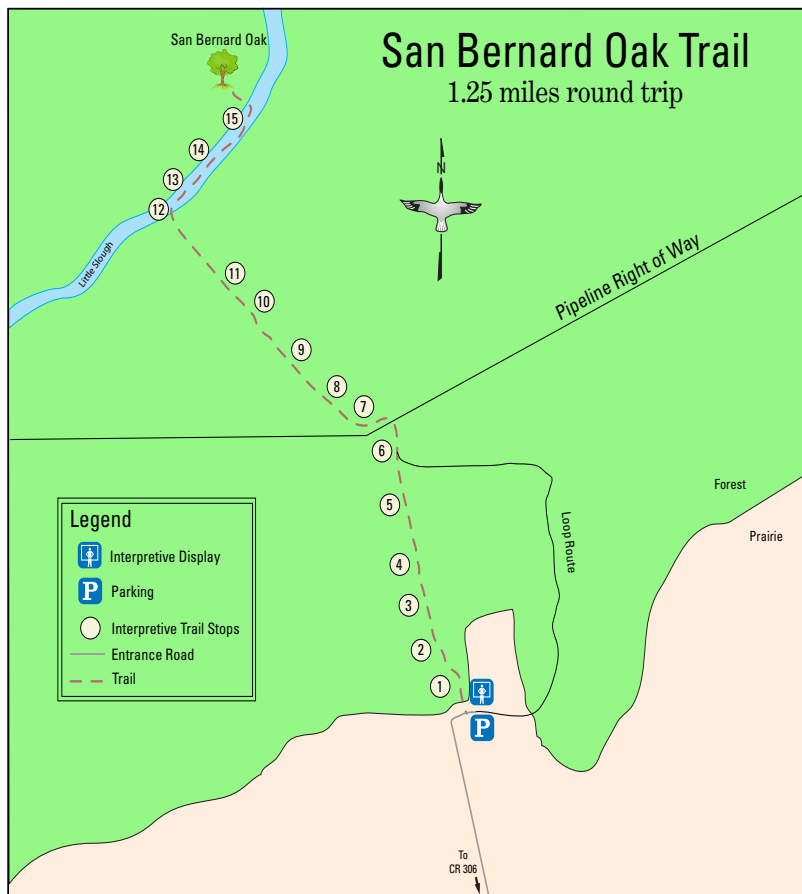 San Bernard Oak Trail
1.25 miles round trip
San Bernard Oak
15
14
13
12
N
Little Slough
11
10
Pipeline Right of Way
9
8
7
6
5
Loop Route
Forest
Prairie
4
3
2
1
P
Legend
Interpretive Display
P
Parking
Interpretive Trail Stops
Entrance Road
Trail
To
CR 306